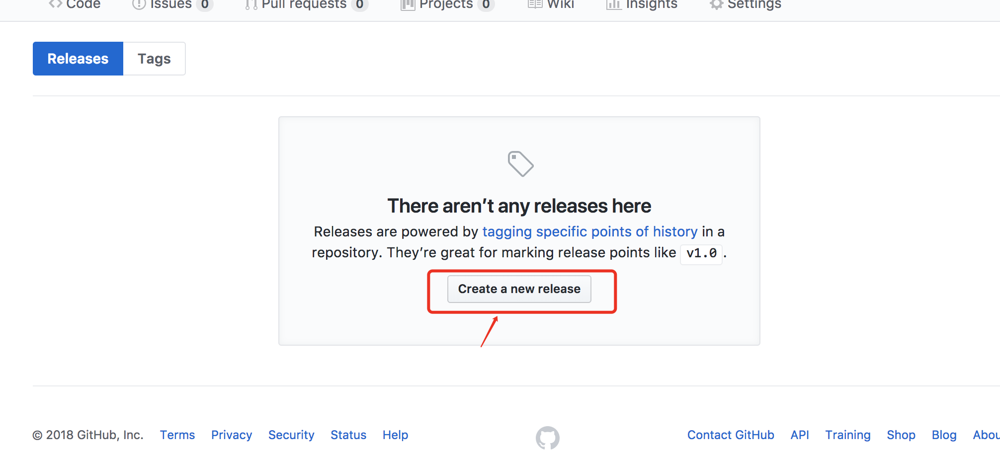 Code Issues 0 Pull requests 0 Projects 0 Wiki Insights Settings
Releases Tags
There aren’t any releases here
Releases are powered by tagging specific points of history in a
repository. They’re great for marking release points like v1.0.
Create a new release
© 2018 GitHub, Inc. Terms Privacy Security Status Help Contact GitHub API Training Shop Blog Abou